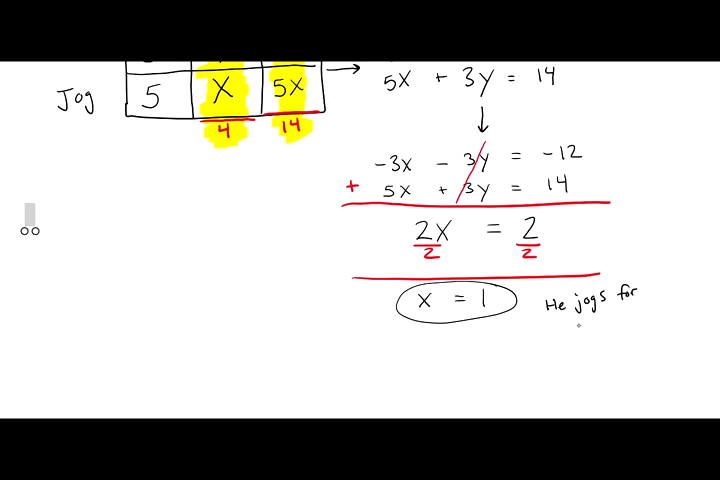 Jog 5 X 5X
4 14
5X + 3Y = 14
-3X - 3Y = -12
+ 5X + 3Y = 14
2X = 2
2 2
X = 1
He jogs for